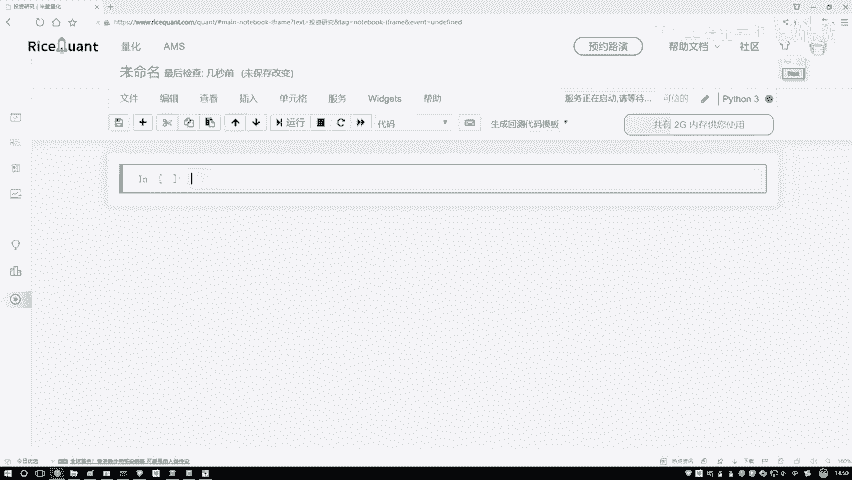 投资研究 | 米筐量化
https://www.ricequant.com/quant/#main-notebook-iframe?text=投资研究&tag=notebook-iframe&event=undefined
RiceQuant 量化 AMS 预约路演 帮助文档 社区
未命名 最后检查: 几秒前 (未保存改变)
文件 编辑 查看 插入 单元格 服务 Widgets 帮助 服务正在启动,请等待... 可信的 Python 3
运行 代码 生成回测代码模板 共有 2G 内存供您使用
In [ ]:
14:50